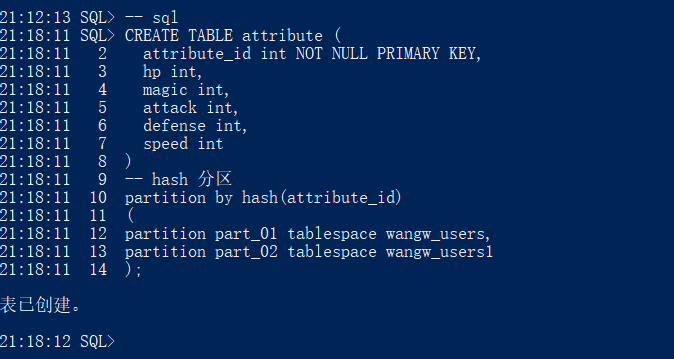 21:12:13 SQL> -- sql
21:18:11 SQL> CREATE TABLE attribute (
21:18:11   2    attribute_id int NOT NULL PRIMARY KEY,
21:18:11   3    hp int,
21:18:11   4    magic int,
21:18:11   5    attack int,
21:18:11   6    defense int,
21:18:11   7    speed int
21:18:11   8  )
21:18:11   9  -- hash 分区
21:18:11  10  partition by hash(attribute_id)
21:18:11  11  (
21:18:11  12  partition part_01 tablespace wangw_users,
21:18:11  13  partition part_02 tablespace wangw_users1
21:18:11  14  );
表已创建。
21:18:12 SQL>